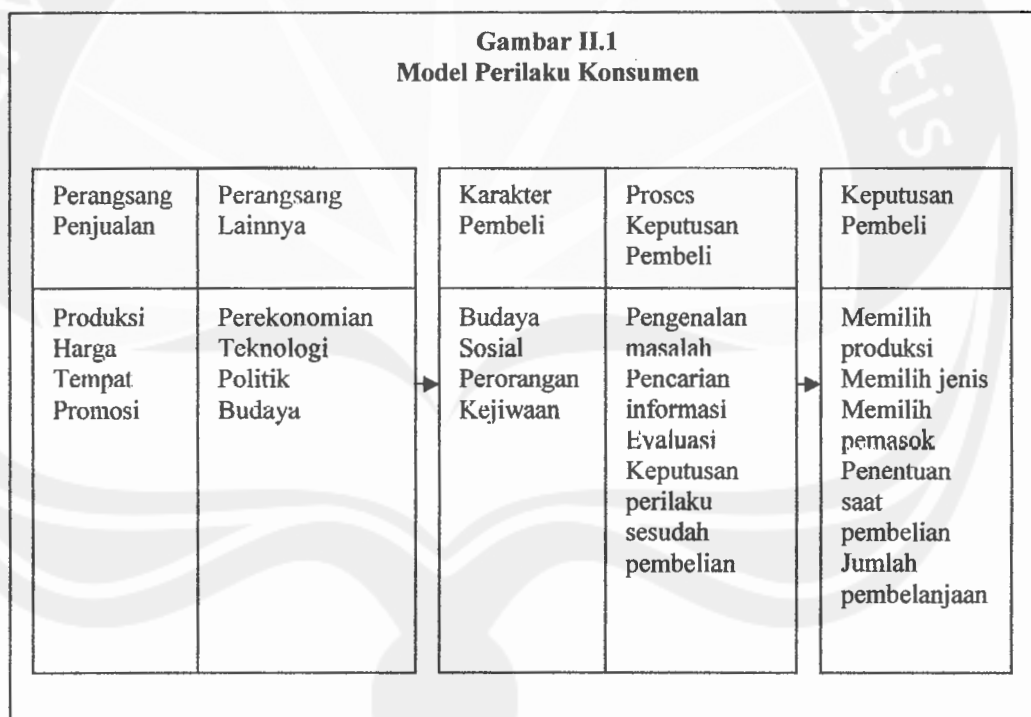 Gambar II.1
Model Perilaku Konsumen
Perangsang
Penjualan
Perangsang
Lainnya
Karakter
Pembeli
Proses
Keputusan
Pembeli
Keputusan
Pembeli
Produksi
Harga
Tempat
Promosi
Perekonomian
Teknologi
Politik
Budaya
Budaya
Sosial
Perorangan
Kejiwaan
Pengenalan
masalah
Pencarian
informasi
Evaluasi
Keputusan
perilaku
sesudah
pembelian
Memilih
produksi
Memilih jenis
Memilih
pemasok
Penentuan
saat
pembelian
Jumlah
pembelanjaan